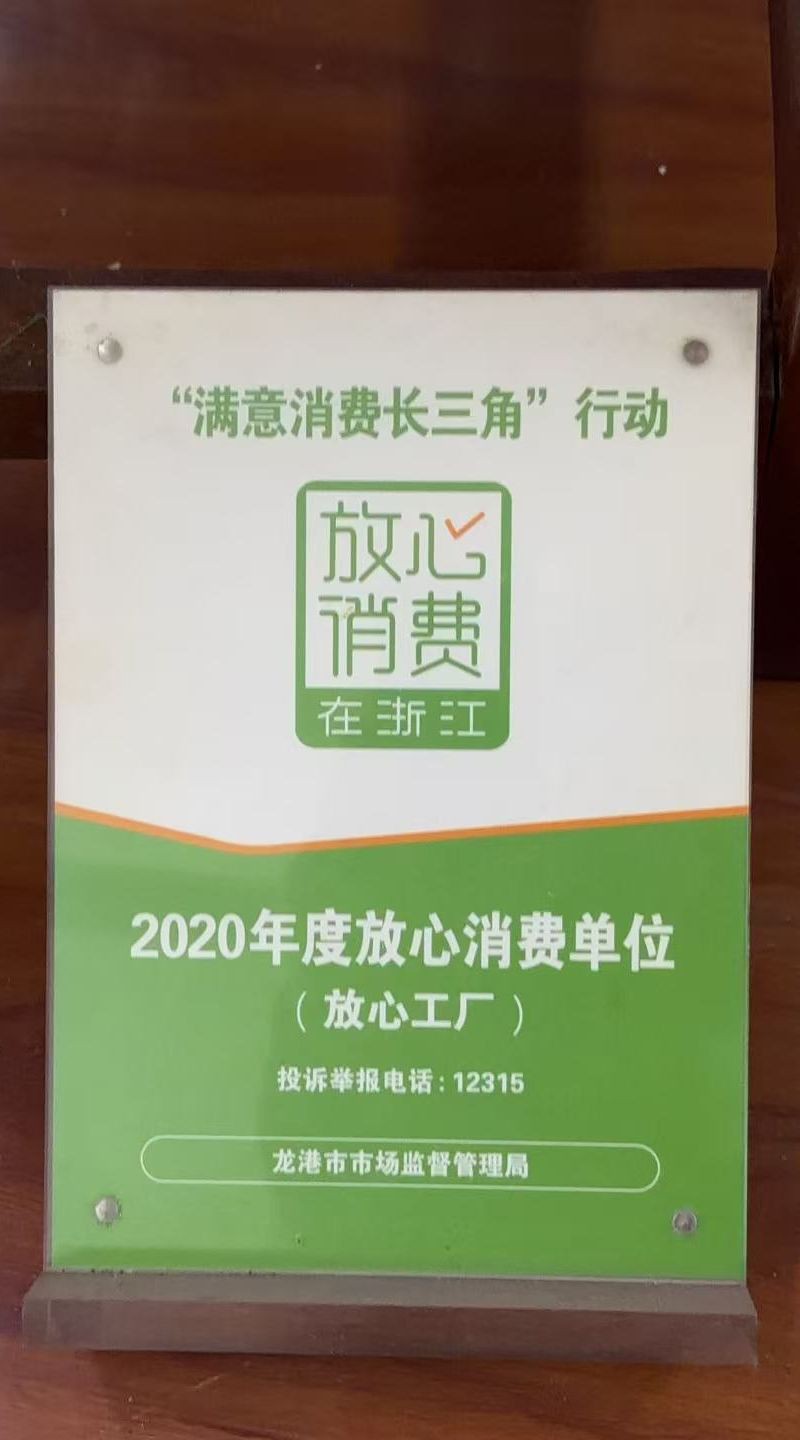 “满意消费长三角”行动
放心
消费
在浙江
2020年度放心消费单位
（放心工厂）
投诉举报电话:12315
龙港市市场监督管理局